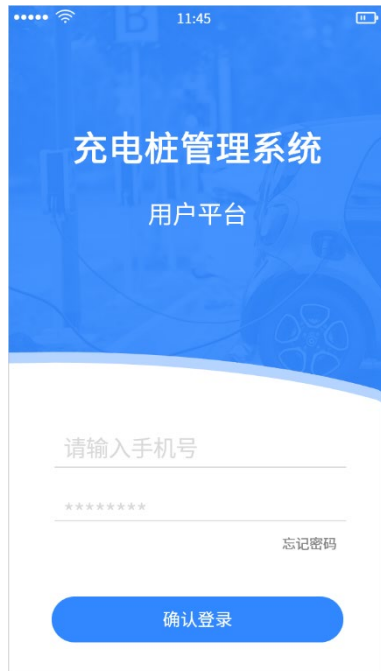 11:45
B
充电桩管理系统
用户平台
请输入手机号
********
忘记密码
确认登录